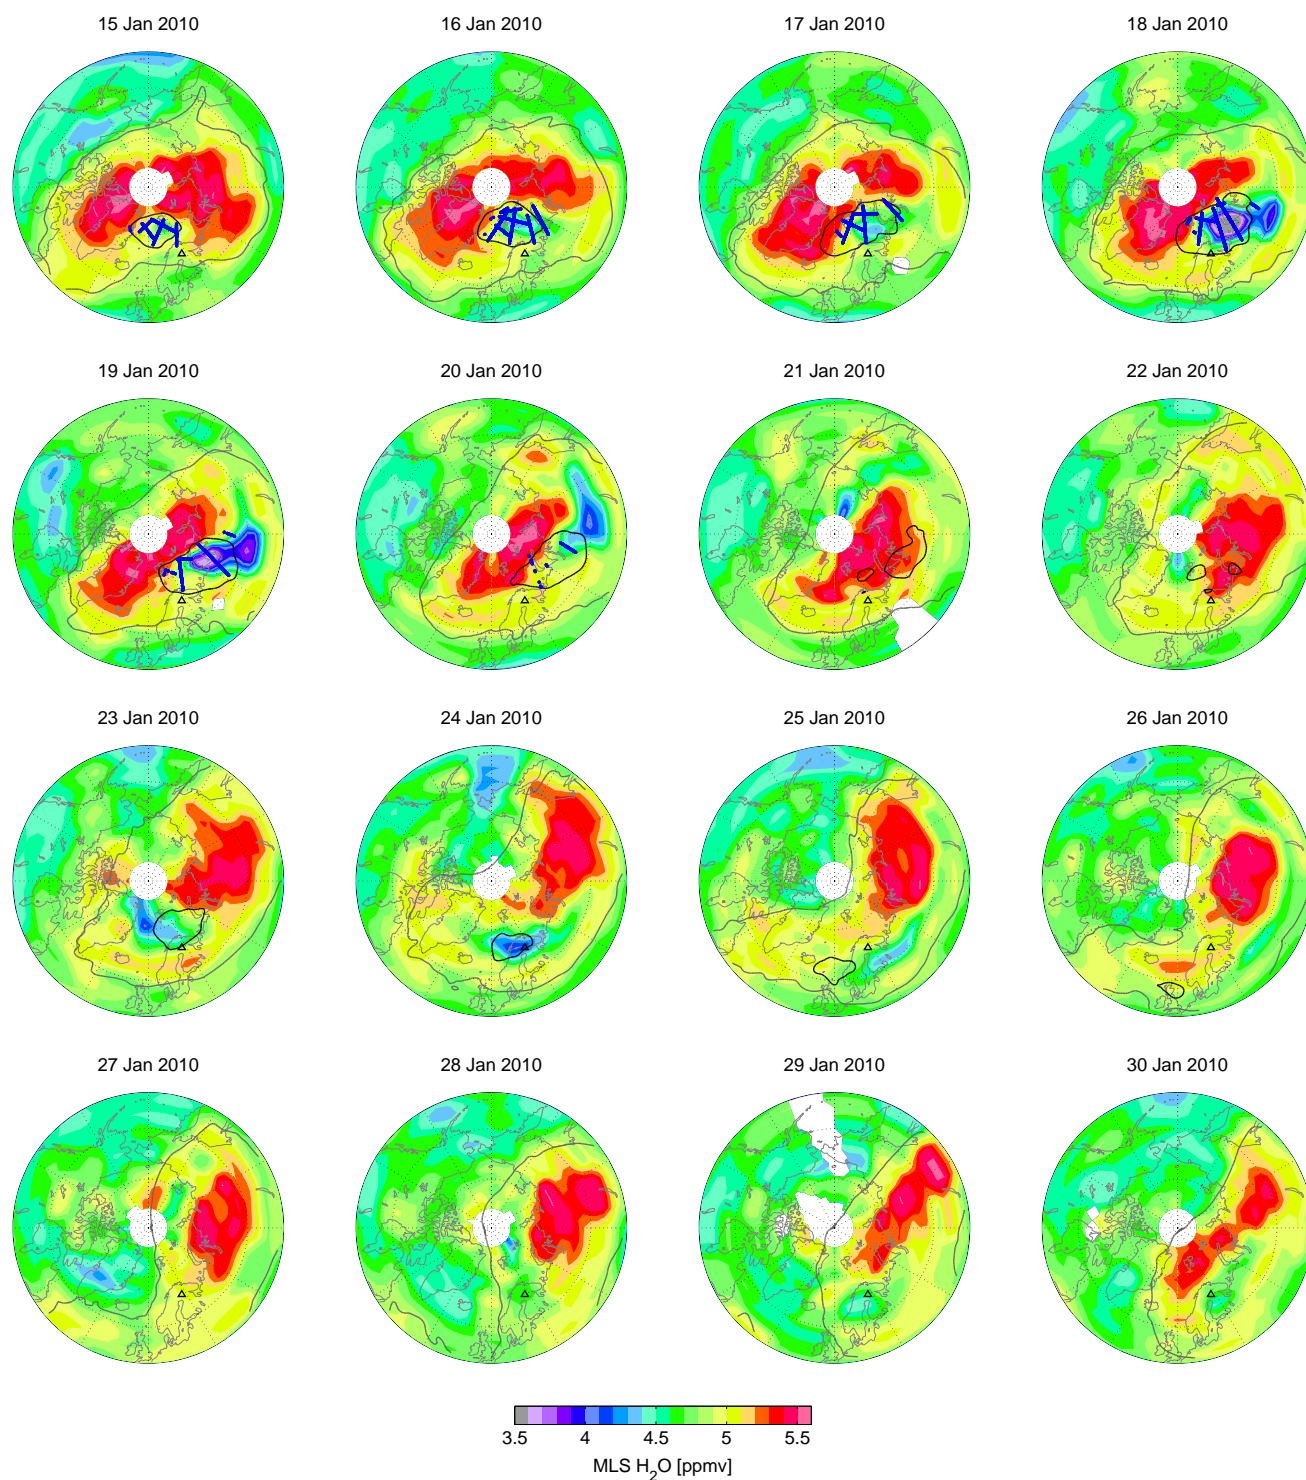 15 Jan 2010
16 Jan 2010
17 Jan 2010
18 Jan 2010
19 Jan 2010
20 Jan 2010
21 Jan 2010
22 Jan 2010
23 Jan 2010
24 Jan 2010
25 Jan 2010
26 Jan 2010
27 Jan 2010
28 Jan 2010
29 Jan 2010
30 Jan 2010
3.5 4 4.5 5 5.5
MLS H₂O [ppmv]